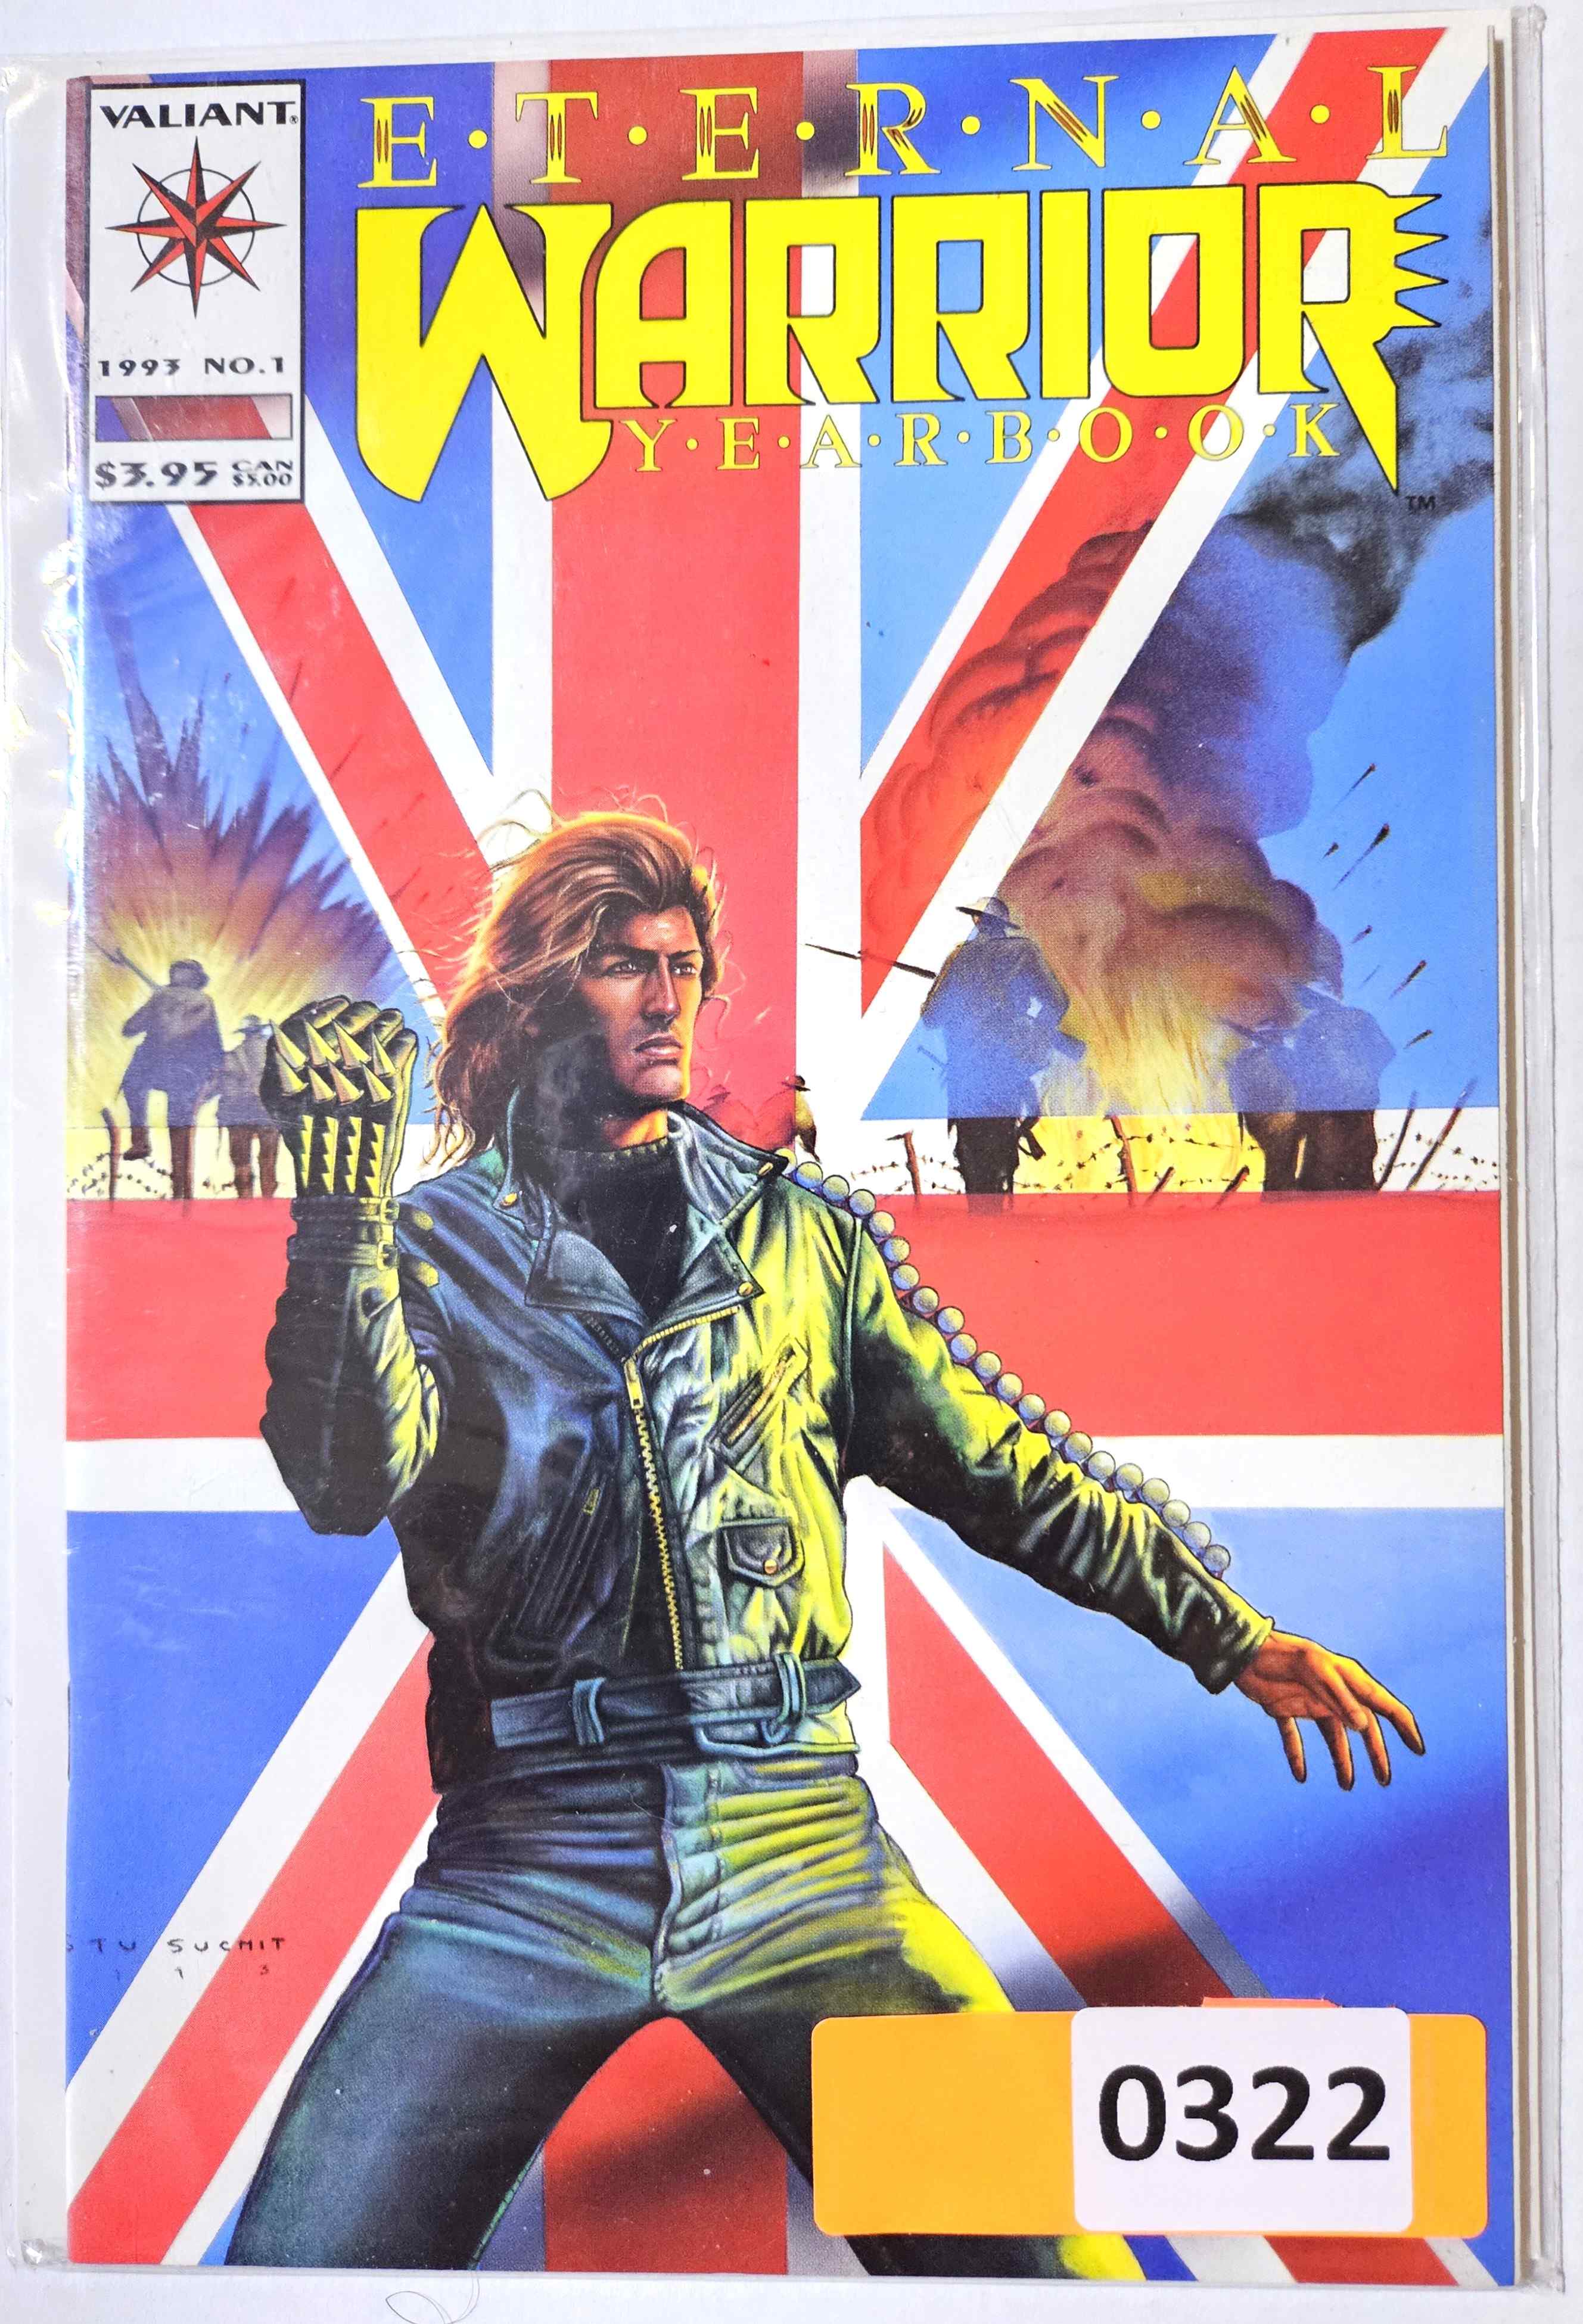 VALIANT®
1993 NO.1
$3.95 CAN $5.00
E·T·E·R·N·A·L
WARRIOR
Y·E·A·R·B·O·O·K
TM
STU SUCHIT
0322